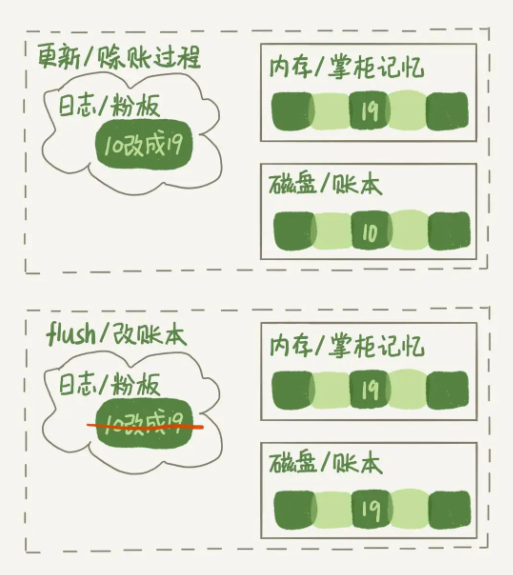 更新/赊账过程
日志/粉板
10改成19
内存/掌柜记忆
19
磁盘/账本
10
flush/改账本
日志/粉板
10改成19
内存/掌柜记忆
19
磁盘/账本
19